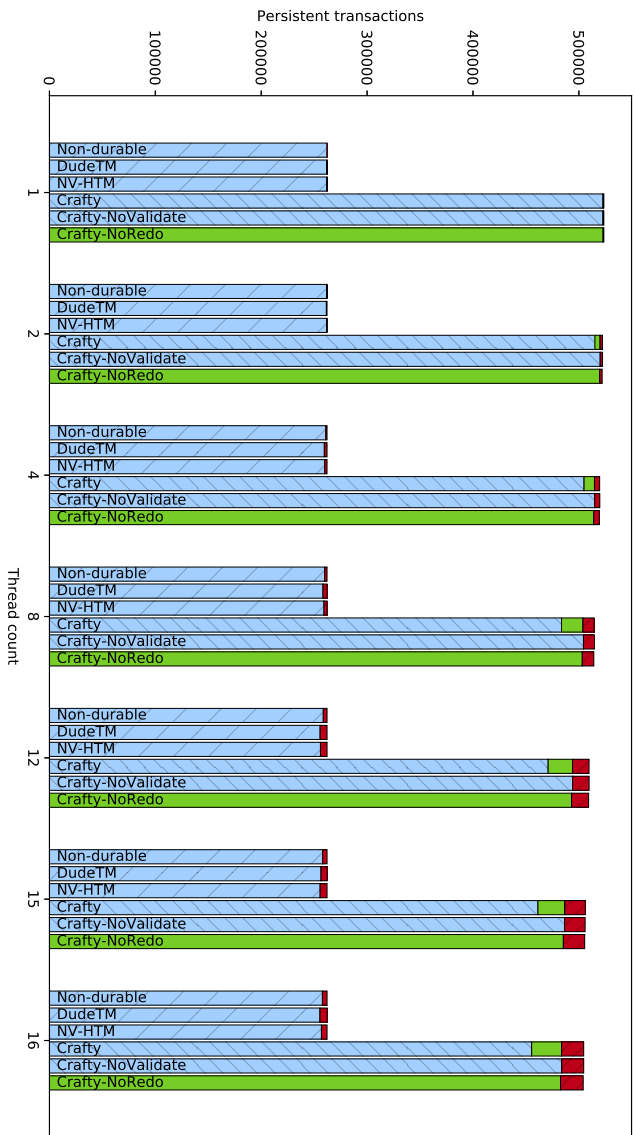 Persistent transactions
0
100000
200000
300000
400000
500000
1
Non-durable
DudeTM
NV-HTM
Crafty
Crafty-NoValidate
Crafty-NoRedo
2
Non-durable
DudeTM
NV-HTM
Crafty
Crafty-NoValidate
Crafty-NoRedo
4
Non-durable
DudeTM
NV-HTM
Crafty
Crafty-NoValidate
Crafty-NoRedo
8
Non-durable
DudeTM
NV-HTM
Crafty
Crafty-NoValidate
Crafty-NoRedo
12
Non-durable
DudeTM
NV-HTM
Crafty
Crafty-NoValidate
Crafty-NoRedo
15
Non-durable
DudeTM
NV-HTM
Crafty
Crafty-NoValidate
Crafty-NoRedo
16
Non-durable
DudeTM
NV-HTM
Crafty
Crafty-NoValidate
Crafty-NoRedo
Thread count